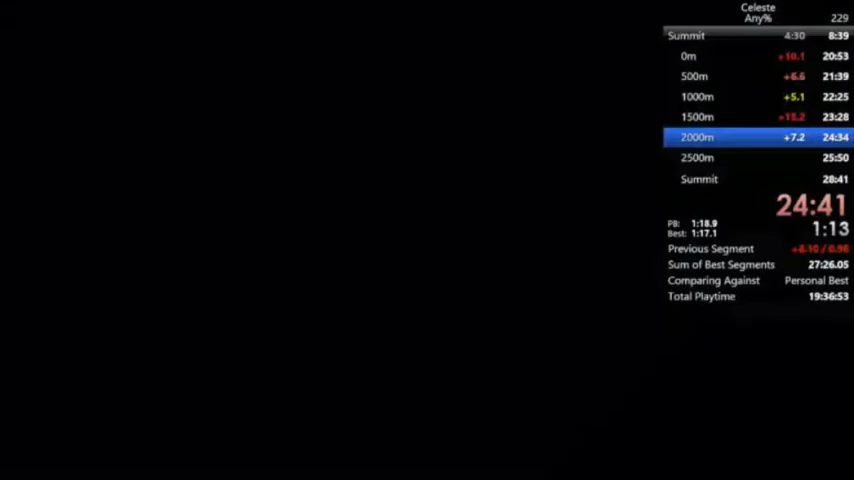 Celeste
Any% 229
Summit 4:30 8:39
0m +10.1 20:53
500m +6.6 21:39
1000m +5.1 22:25
1500m +15.2 23:28
2000m +7.2 24:34
2500m 25:50
Summit 28:41
24:41
PB: 1:18.9
Best: 1:17.1 1:13
Previous Segment
Sum of Best Segments 27:26.05
Comparing Against Personal Best
Total Playtime 19:36:53